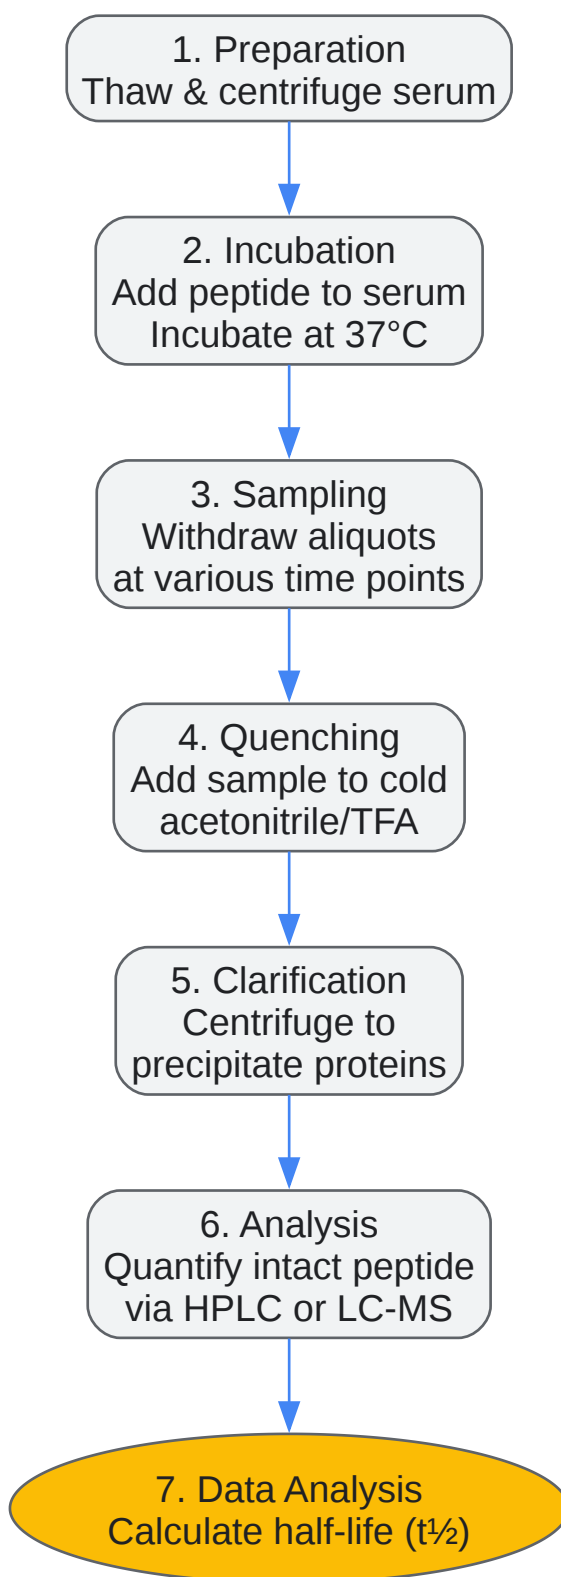 1. Preparation
Thaw & centrifuge serum
2. Incubation
Add peptide to serum
Incubate at 37°C
3. Sampling
Withdraw aliquots
at various time points
4. Quenching
Add sample to cold
acetonitrile/TFA
5. Clarification
Centrifuge to
precipitate proteins
6. Analysis
Quantify intact peptide
via HPLC or LC-MS
7. Data Analysis
Calculate half-life (t½)